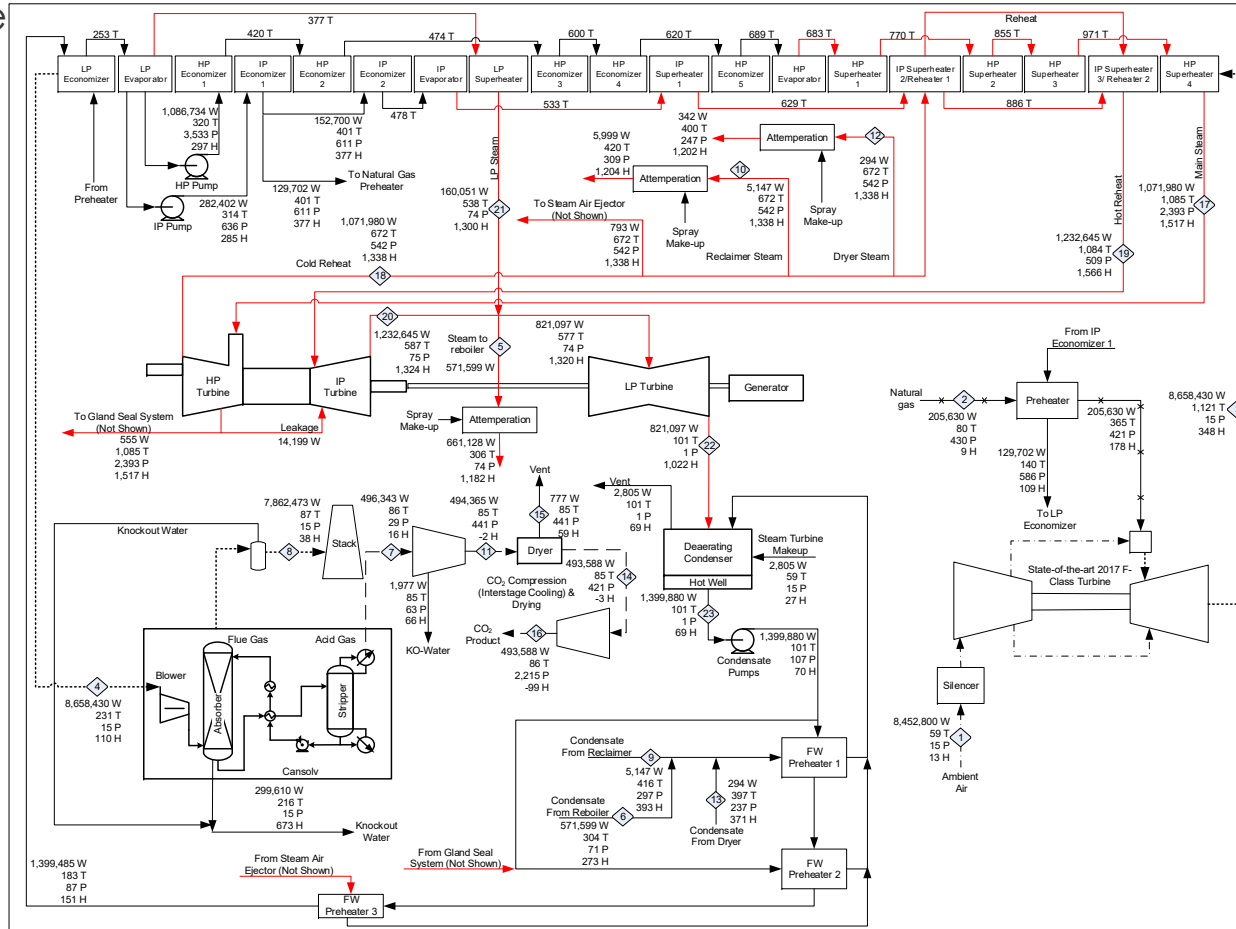 e
377 T
Reheat
253 T
420 T
474 T
600 T
620 T
689 T
683 T
770 T
855 T
971 T
LP
Economizer
LP
Evaporator
HP
Economizer
1
IP
Economizer
1
HP
Economizer
2
IP
Economizer
2
IP
Evaporator
LP
Superheater
HP
Economizer
3
HP
Economizer
4
IP
Superheater
1
HP
Economizer
5
HP
Evaporator
HP
Superheater
1
IP Superheater
2/Reheater 1
HP
Superheater
2
HP
Superheater
3
IP Superheater
3/ Reheater 2
HP
Superheater
4
478 T
533 T
629 T
886 T
From
Preheater
1,086,734 W
320 T
3,533 P
297 H
HP Pump
282,402 W
314 T
636 P
285 H
IP Pump
152,700 W
401 T
611 P
377 H
To Natural Gas
Preheater
129,702 W
401 T
611 P
377 H
1,071,980 W
672 T
542 P
1,338 H
Cold Reheat
18
LP Steam
160,051 W
538 T
74 P
1,300 H
21
342 W
400 T
247 P
1,202 H
Attemperation
12
294 W
672 T
542 P
1,338 H
Spray
Make-up
5,999 W
420 T
309 P
1,204 H
Attemperation
10
5,147 W
672 T
542 P
1,338 H
Spray
Make-up
To Steam Air Ejector
(Not Shown)
793 W
672 T
542 P
1,338 H
Reclaimer Steam
Dryer Steam
Hot Reheat
1,232,645 W
1,084 T
509 P
1,566 H
19
Main Steam
1,071,980 W
1,085 T
2,393 P
1,517 H
17
20
1,232,645 W
587 T
75 P
1,324 H
HP
Turbine
IP
Turbine
To Gland Seal System
(Not Shown)
555 W
1,085 T
2,393 P
1,517 H
Leakage
14,199 W
Steam to
reboiler
5
571,599 W
Spray
Make-up
Attemperation
661,128 W
306 T
74 P
1,182 H
821,097 W
577 T
74 P
1,320 H
LP Turbine
Generator
821,097 W
101 T
1 P
1,022 H
22
From IP
Economizer 1
Natural
gas
2
205,630 W
80 T
430 P
9 H
Preheater
205,630 W
365 T
421 P
178 H
129,702 W
140 T
586 P
109 H
To LP
Economizer
8,658,430 W
1,121 T
15 P
348 H
State-of-the-art 2017 F-
Class Turbine
Silencer
8,452,800 W
59 T
15 P
13 H
1
Ambient
Air
Knockout Water
7,862,473 W
87 T
15 P
38 H
8
Stack
496,343 W
86 T
29 P
16 H
7
494,365 W
85 T
441 P
-2 H
11
1,977 W
85 T
63 P
66 H
KO-Water
Vent
777 W
85 T
441 P
59 H
15
Dryer
CO2 Compression
(Interstage Cooling) &
Drying
493,588 W
85 T
421 P
-3 H
14
CO2
Product
16
493,588 W
86 T
2,215 P
-99 H
Vent
2,805 W
101 T
1 P
69 H
Deaerating
Condenser
Hot Well
Steam Turbine
Makeup
2,805 W
59 T
15 P
27 H
1,399,880 W
101 T
1 P
69 H
23
Condensate
Pumps
1,399,880 W
101 T
107 P
70 H
4
8,658,430 W
231 T
15 P
110 H
Blower
Flue Gas
Absorber
Acid Gas
Stripper
Cansolv
299,610 W
216 T
15 P
673 H
Knockout
Water
Condensate
From Reclaimer
9
5,147 W
416 T
297 P
393 H
Condensate
From Reboiler
6
571,599 W
304 T
71 P
273 H
294 W
397 T
237 P
371 H
13
Condensate
From Dryer
FW
Preheater 1
FW
Preheater 2
From Gland Seal
System (Not Shown)
From Steam Air
Ejector (Not Shown)
FW
Preheater 3
1,399,485 W
183 T
87 P
151 H